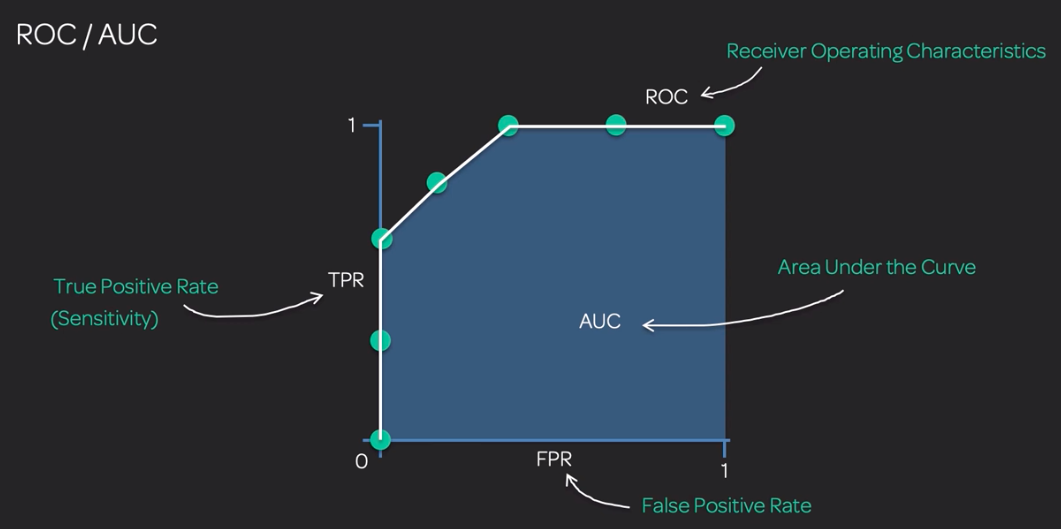 ROC / AUC
Receiver Operating Characteristics
ROC
1
True Positive Rate
(Sensitivity)
TPR
Area Under the Curve
AUC
0
FPR
1
False Positive Rate